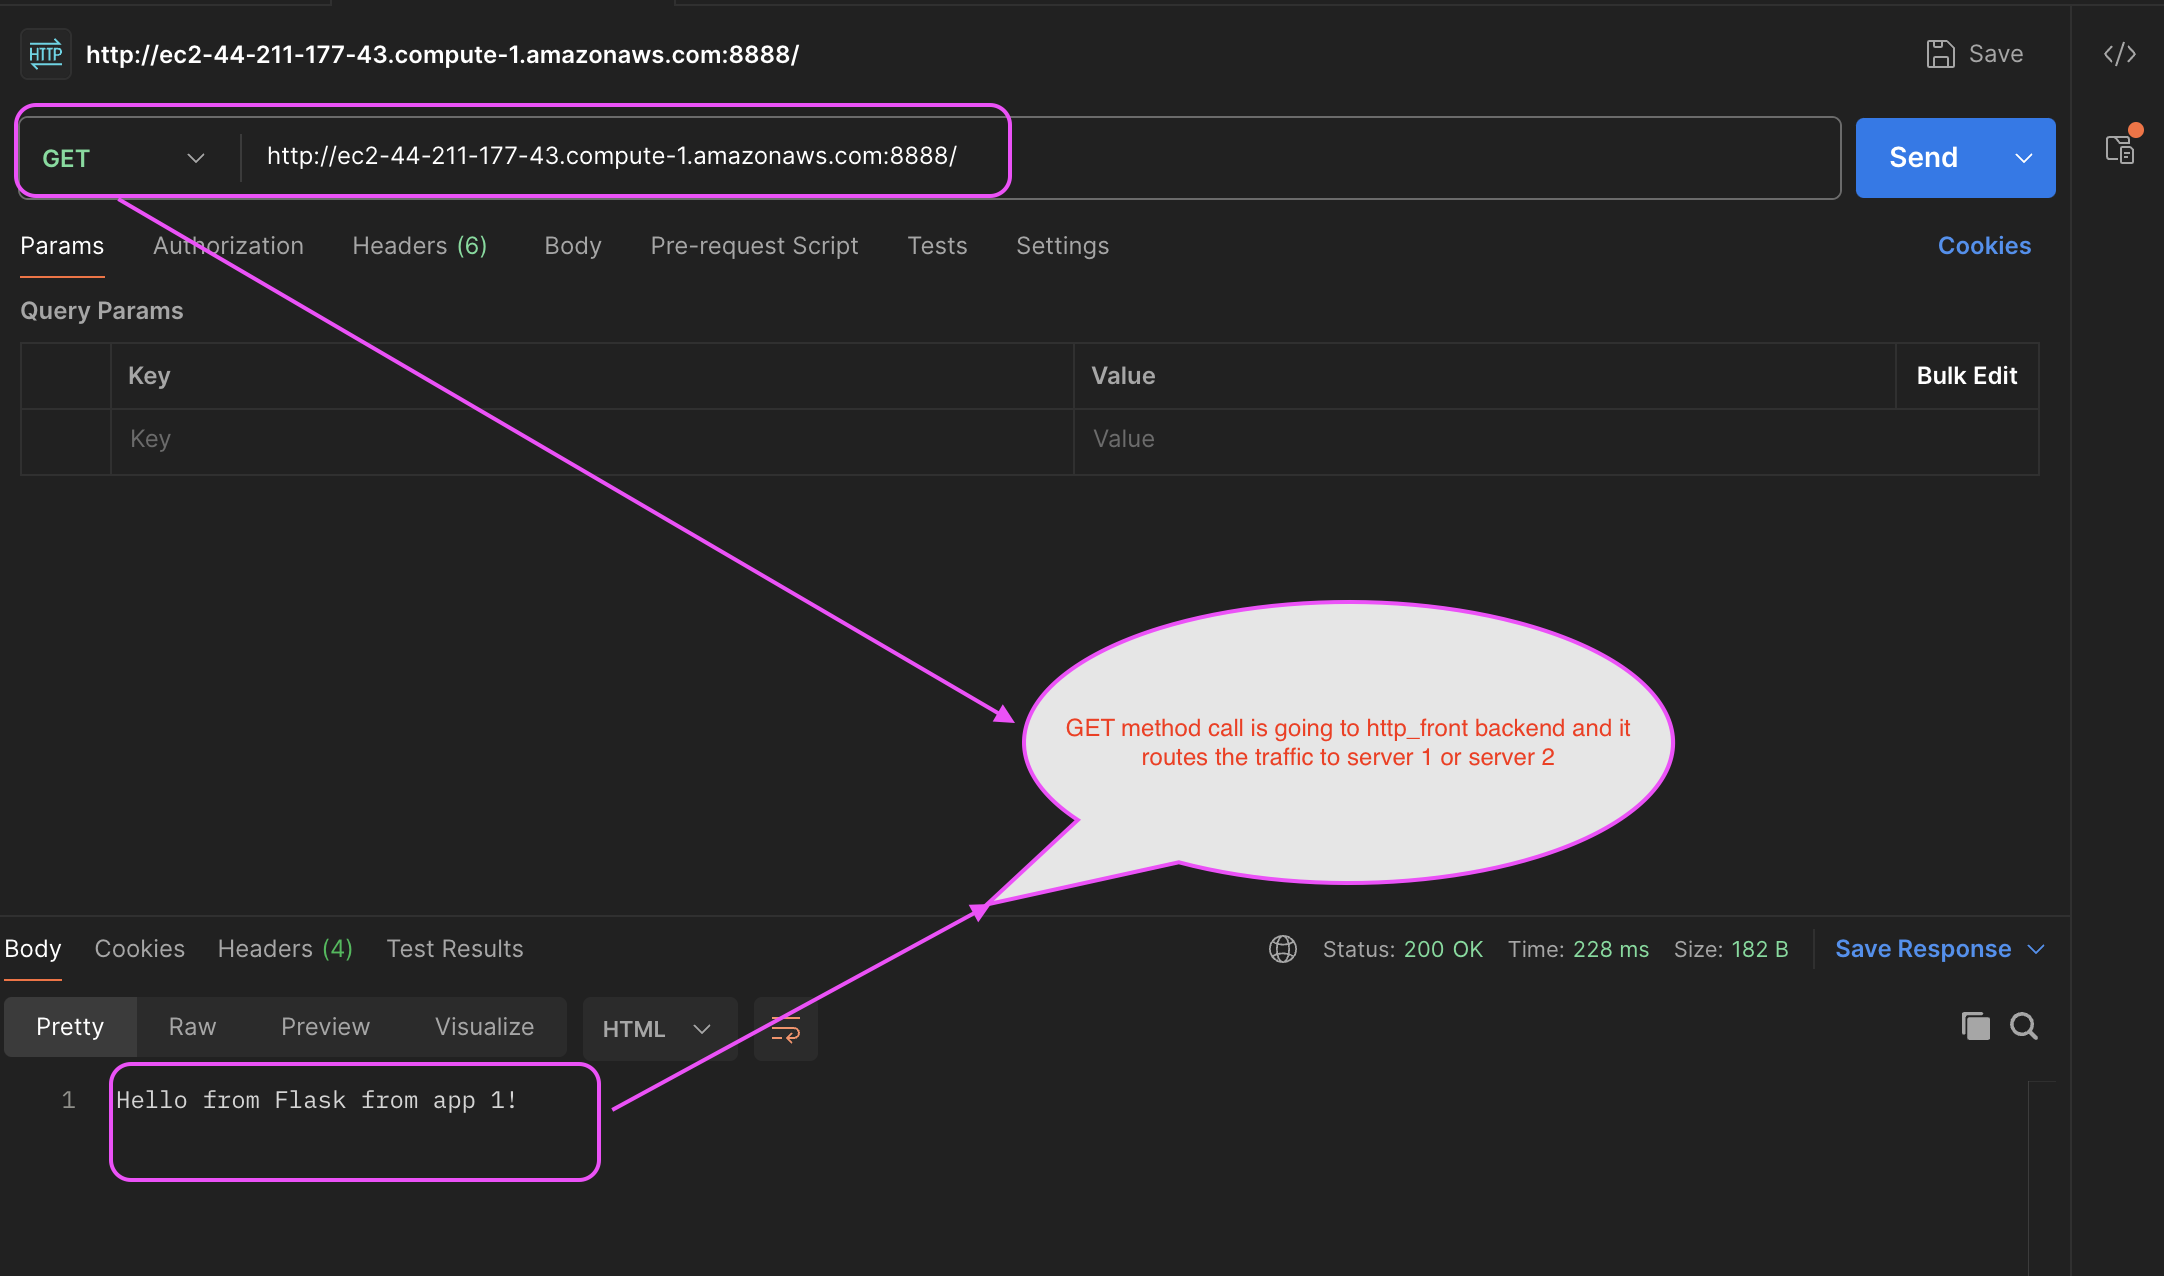 HTTP http://ec2-44-211-177-43.compute-1.amazonaws.com:8888/ Save </>
GET http://ec2-44-211-177-43.compute-1.amazonaws.com:8888/ Send
Params Authorization Headers (6) Body Pre-request Script Tests Settings Cookies
Query Params
Key Value Bulk Edit
Key Value
GET method call is going to http_front backend and it
routes the traffic to server 1 or server 2
Body Cookies Headers (4) Test Results Status: 200 OK Time: 228 ms Size: 182 B Save Response
Pretty Raw Preview Visualize HTML
1 Hello from Flask from app 1!